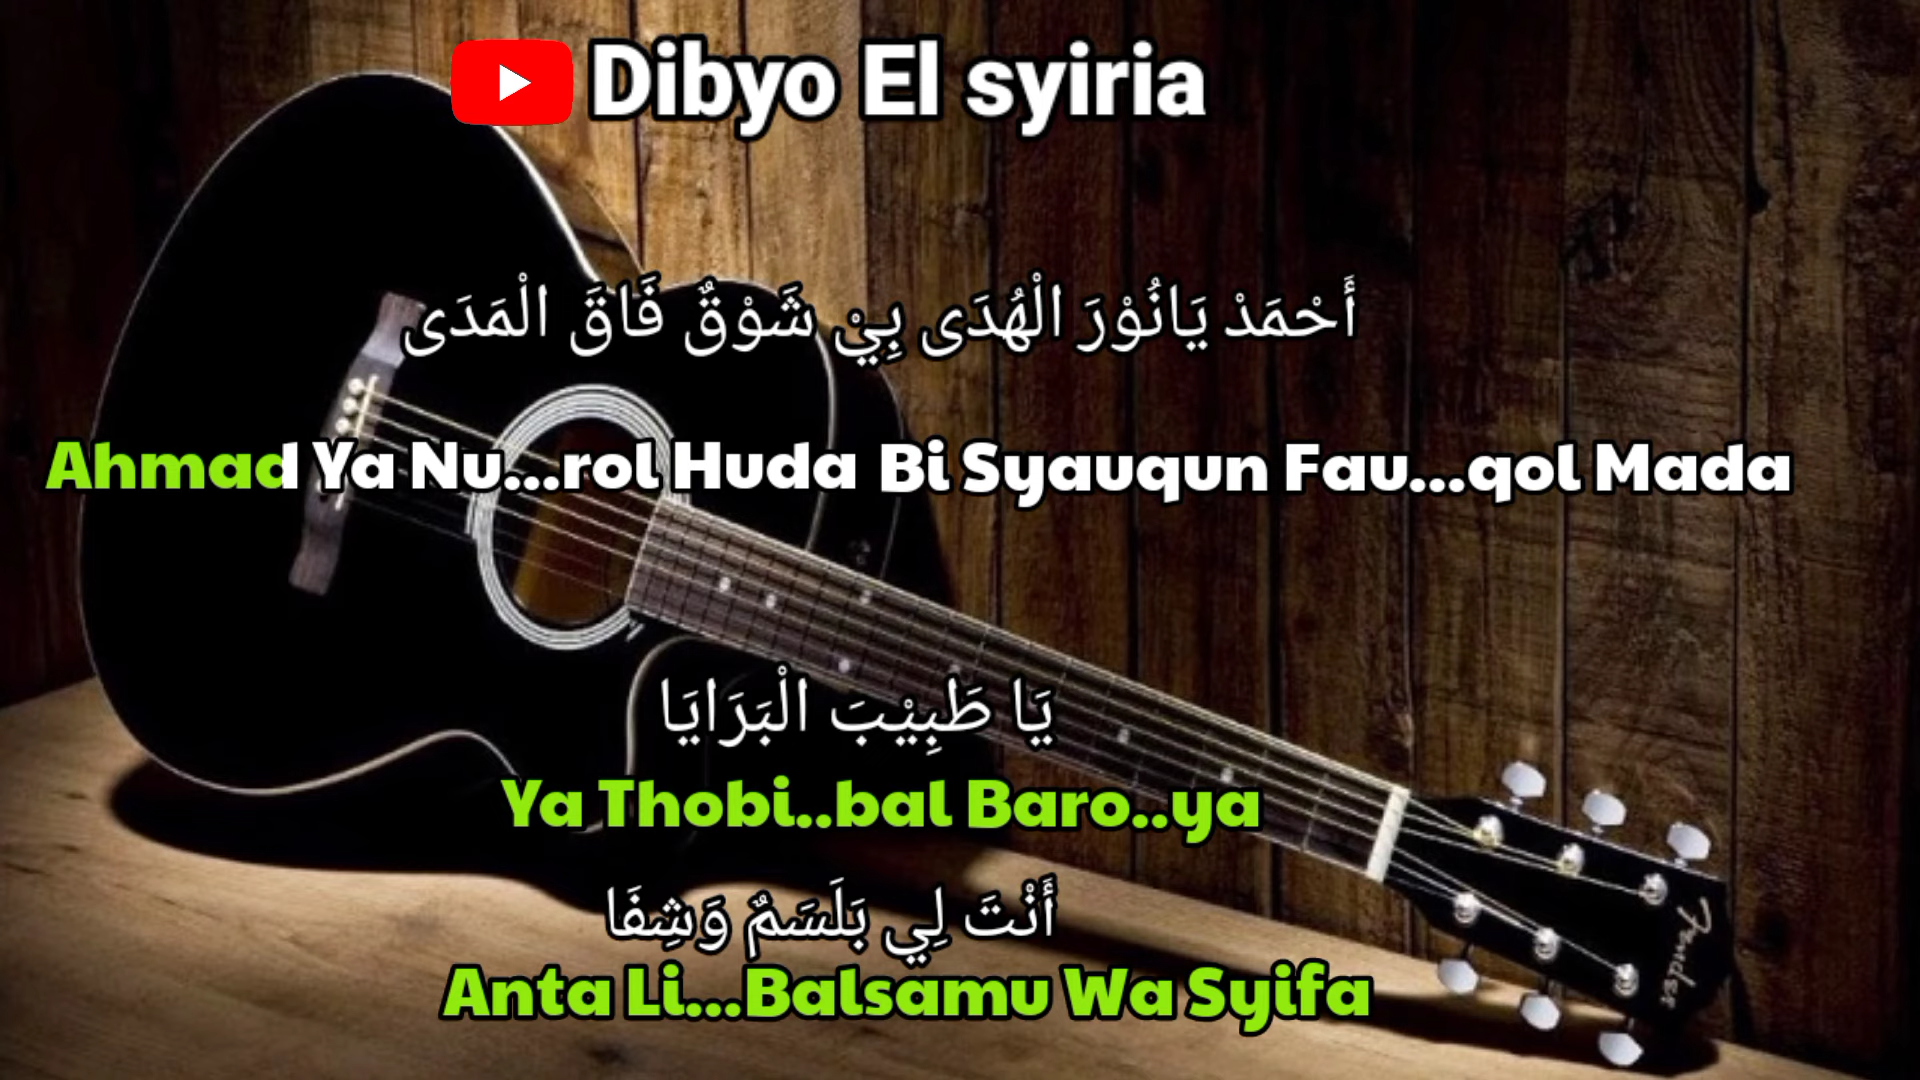 Dibyo El syiria
أَحْمَدْ يَانُوْرَ الْهُدَى بِيْ شَوْقٌ فَاقَ الْمَدَى
Ahmad Ya Nu...rol Huda Bi Syauqun Fau...qol Mada
يَا طَبِيْبَ الْبَرَايَا
Ya Thobi..bal Baro..ya
أَنْتَ لِي بَلَسَمٌ وَشِفَا
Anta Li...Balsamu Wa Syifa
Fender